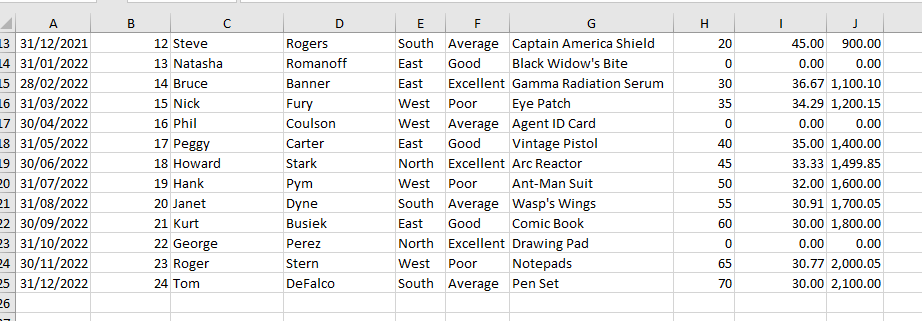 A B C D E F G H I J
13 31/12/2021 12 Steve Rogers South Average Captain America Shield 20 45.00 900.00
14 31/01/2022 13 Natasha Romanoff East Good Black Widow's Bite 0 0.00 0.00
15 28/02/2022 14 Bruce Banner East Excellent Gamma Radiation Serum 30 36.67 1,100.10
16 31/03/2022 15 Nick Fury West Poor Eye Patch 35 34.29 1,200.15
17 30/04/2022 16 Phil Coulson West Average Agent ID Card 0 0.00 0.00
18 31/05/2022 17 Peggy Carter East Good Vintage Pistol 40 35.00 1,400.00
19 30/06/2022 18 Howard Stark North Excellent Arc Reactor 45 33.33 1,499.85
20 31/07/2022 19 Hank Pym West Poor Ant-Man Suit 50 32.00 1,600.00
21 31/08/2022 20 Janet Dyne South Average Wasp's Wings 55 30.91 1,700.05
22 30/09/2022 21 Kurt Busiek East Good Comic Book 60 30.00 1,800.00
23 31/10/2022 22 George Perez North Excellent Drawing Pad 0 0.00 0.00
24 30/11/2022 23 Roger Stern West Poor Notepads 65 30.77 2,000.05
25 31/12/2022 24 Tom DeFalco South Average Pen Set 70 30.00 2,100.00
26